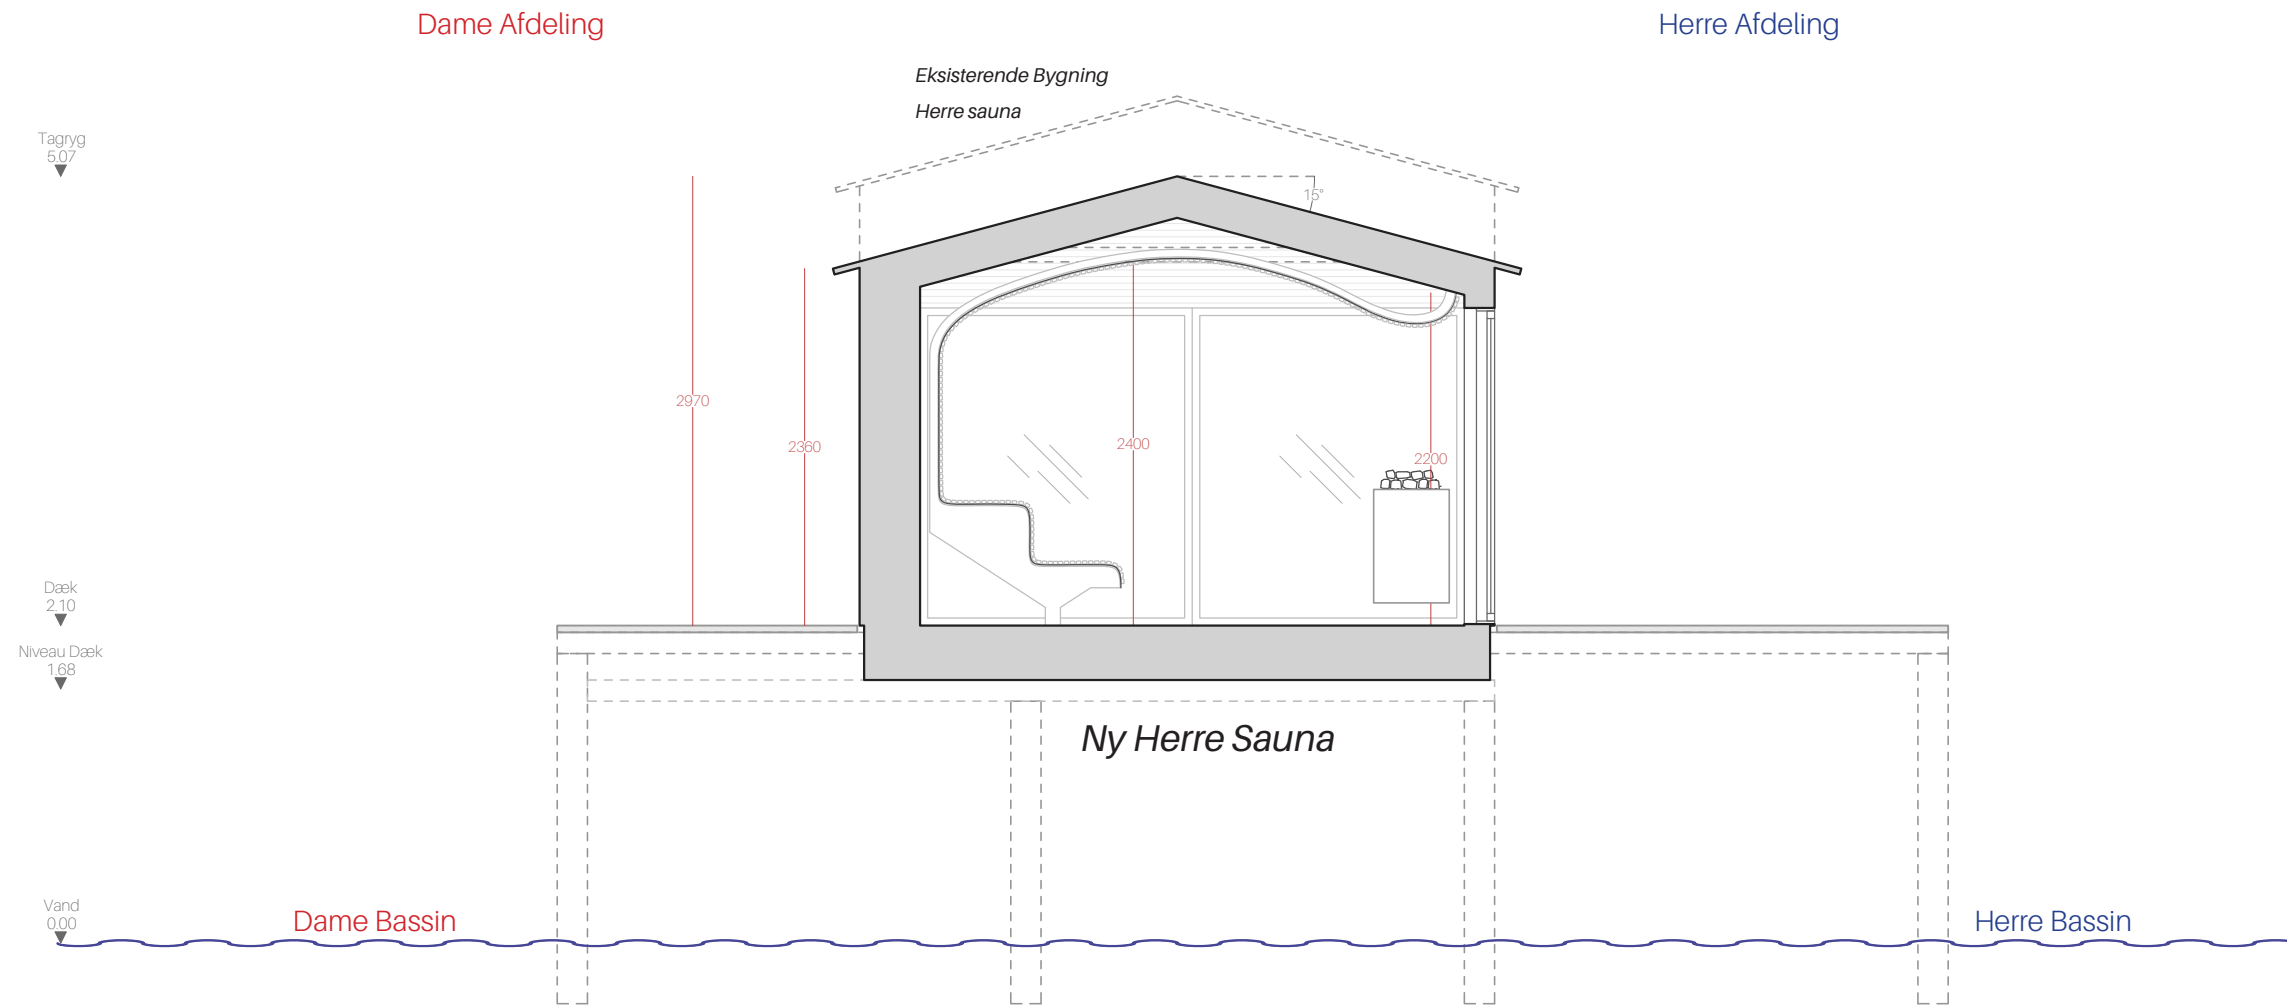 Dame Afdeling
Herre Afdeling
Eksisterende Bygning
Herre sauna
Tagryg
5.07
15°
2970
2360
2400
2200
Dæk
2.10
Niveau Dæk
1.68
Ny Herre Sauna
Vand
0.00
Dame Bassin
Herre Bassin